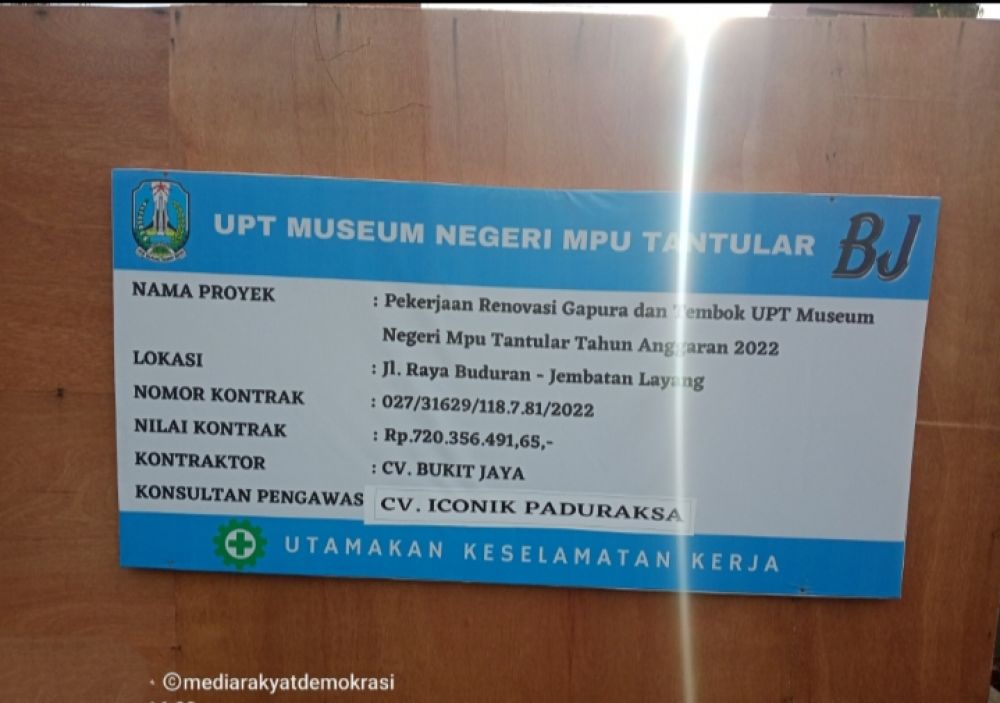 UPT MUSEUM NEGERI MPU TANTULAR BJ
NAMA PROYEK : Pekerjaan Renovasi Gapura dan Tembok UPT Museum
Negeri Mpu Tantular Tahun Anggaran 2022
LOKASI : Jl. Raya Buduran - Jembatan Layang
NOMOR KONTRAK : 027/31629/118.7.81/2022
NILAI KONTRAK : Rp.720.356.491,65,-
KONTRAKTOR : CV. BUKIT JAYA
KONSULTAN PENGAWAS CV. ICONIK PADURAKSA
UTAMAKAN KESELAMATAN KERJA
©mediarakyatdemokrasi